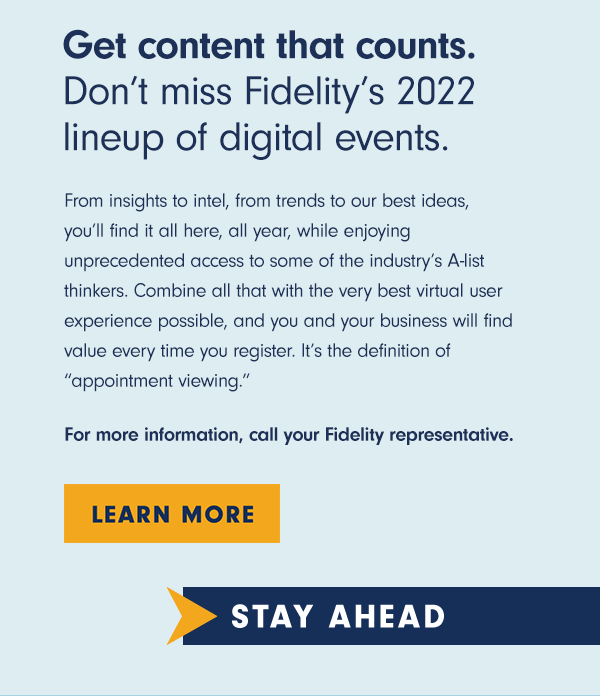 Get content that counts.
Don’t miss Fidelity’s 2022
lineup of digital events.
From insights to intel, from trends to our best ideas,
you’ll find it all here, all year, while enjoying
unprecedented access to some of the industry’s A-list
thinkers. Combine all that with the very best virtual user
experience possible, and you and your business will find
value every time you register. It’s the definition of
“appointment viewing.”
For more information, call your Fidelity representative.
LEARN MORE
STAY AHEAD